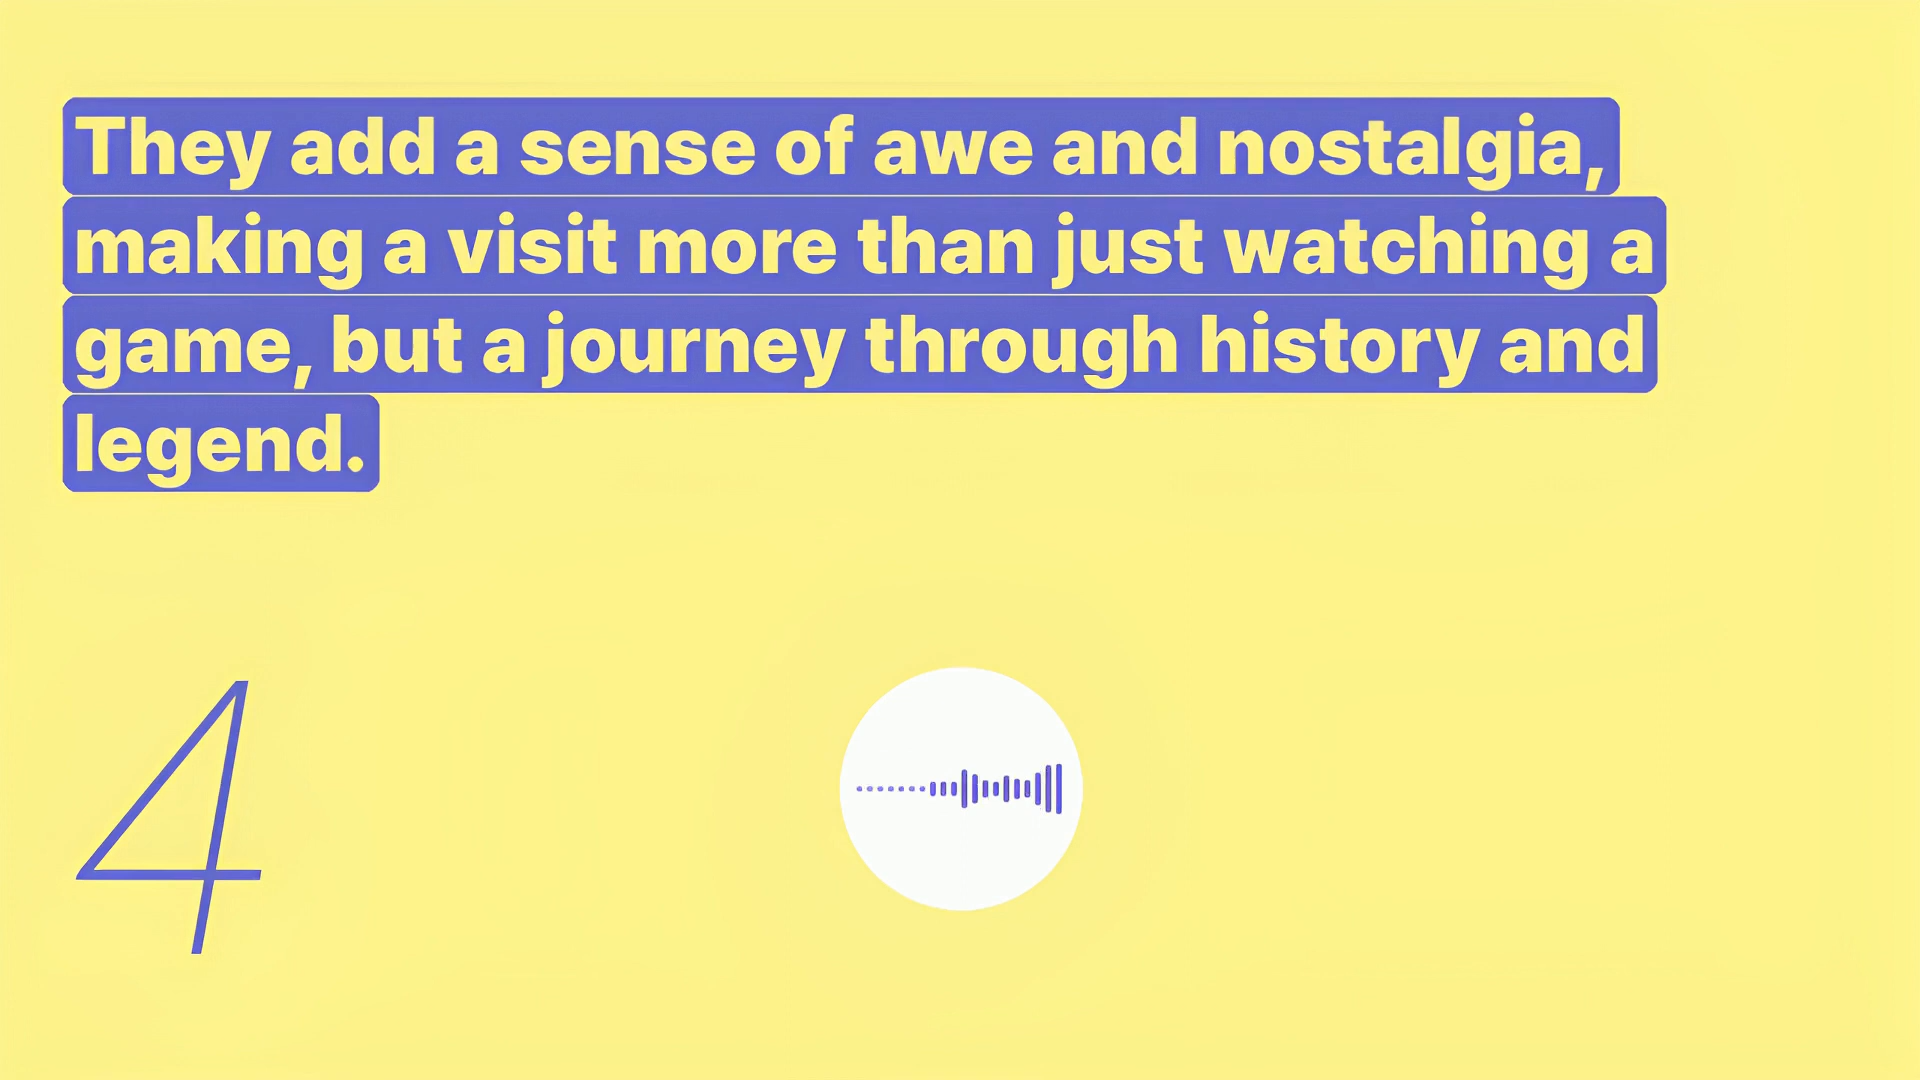 They add a sense of awe and nostalgia,
making a visit more than just watching a
game, but a journey through history and
legend.
4